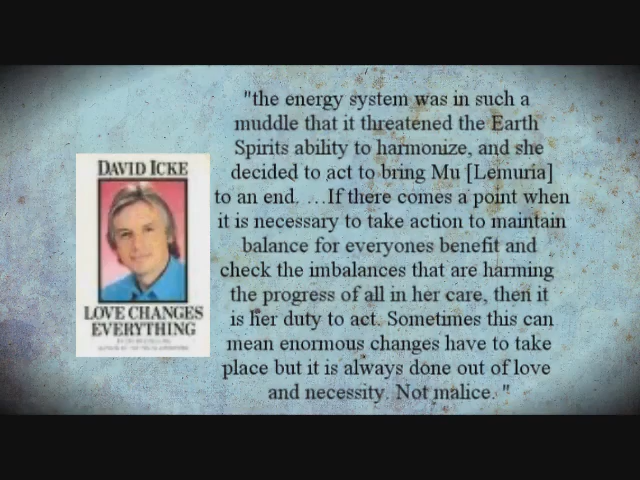 "the energy system was in such a
muddle that it threatened the Earth
Spirits ability to harmonize, and she
decided to act to bring Mu [Lemuria]
to an end. …If there comes a point when
it is necessary to take action to maintain
balance for everyones benefit and
check the imbalances that are harming
the progress of all in her care, then it
is her duty to act. Sometimes this can
mean enormous changes have to take
place but it is always done out of love
and necessity. Not malice. "
DAVID ICKE
LOVE CHANGES
EVERYTHING